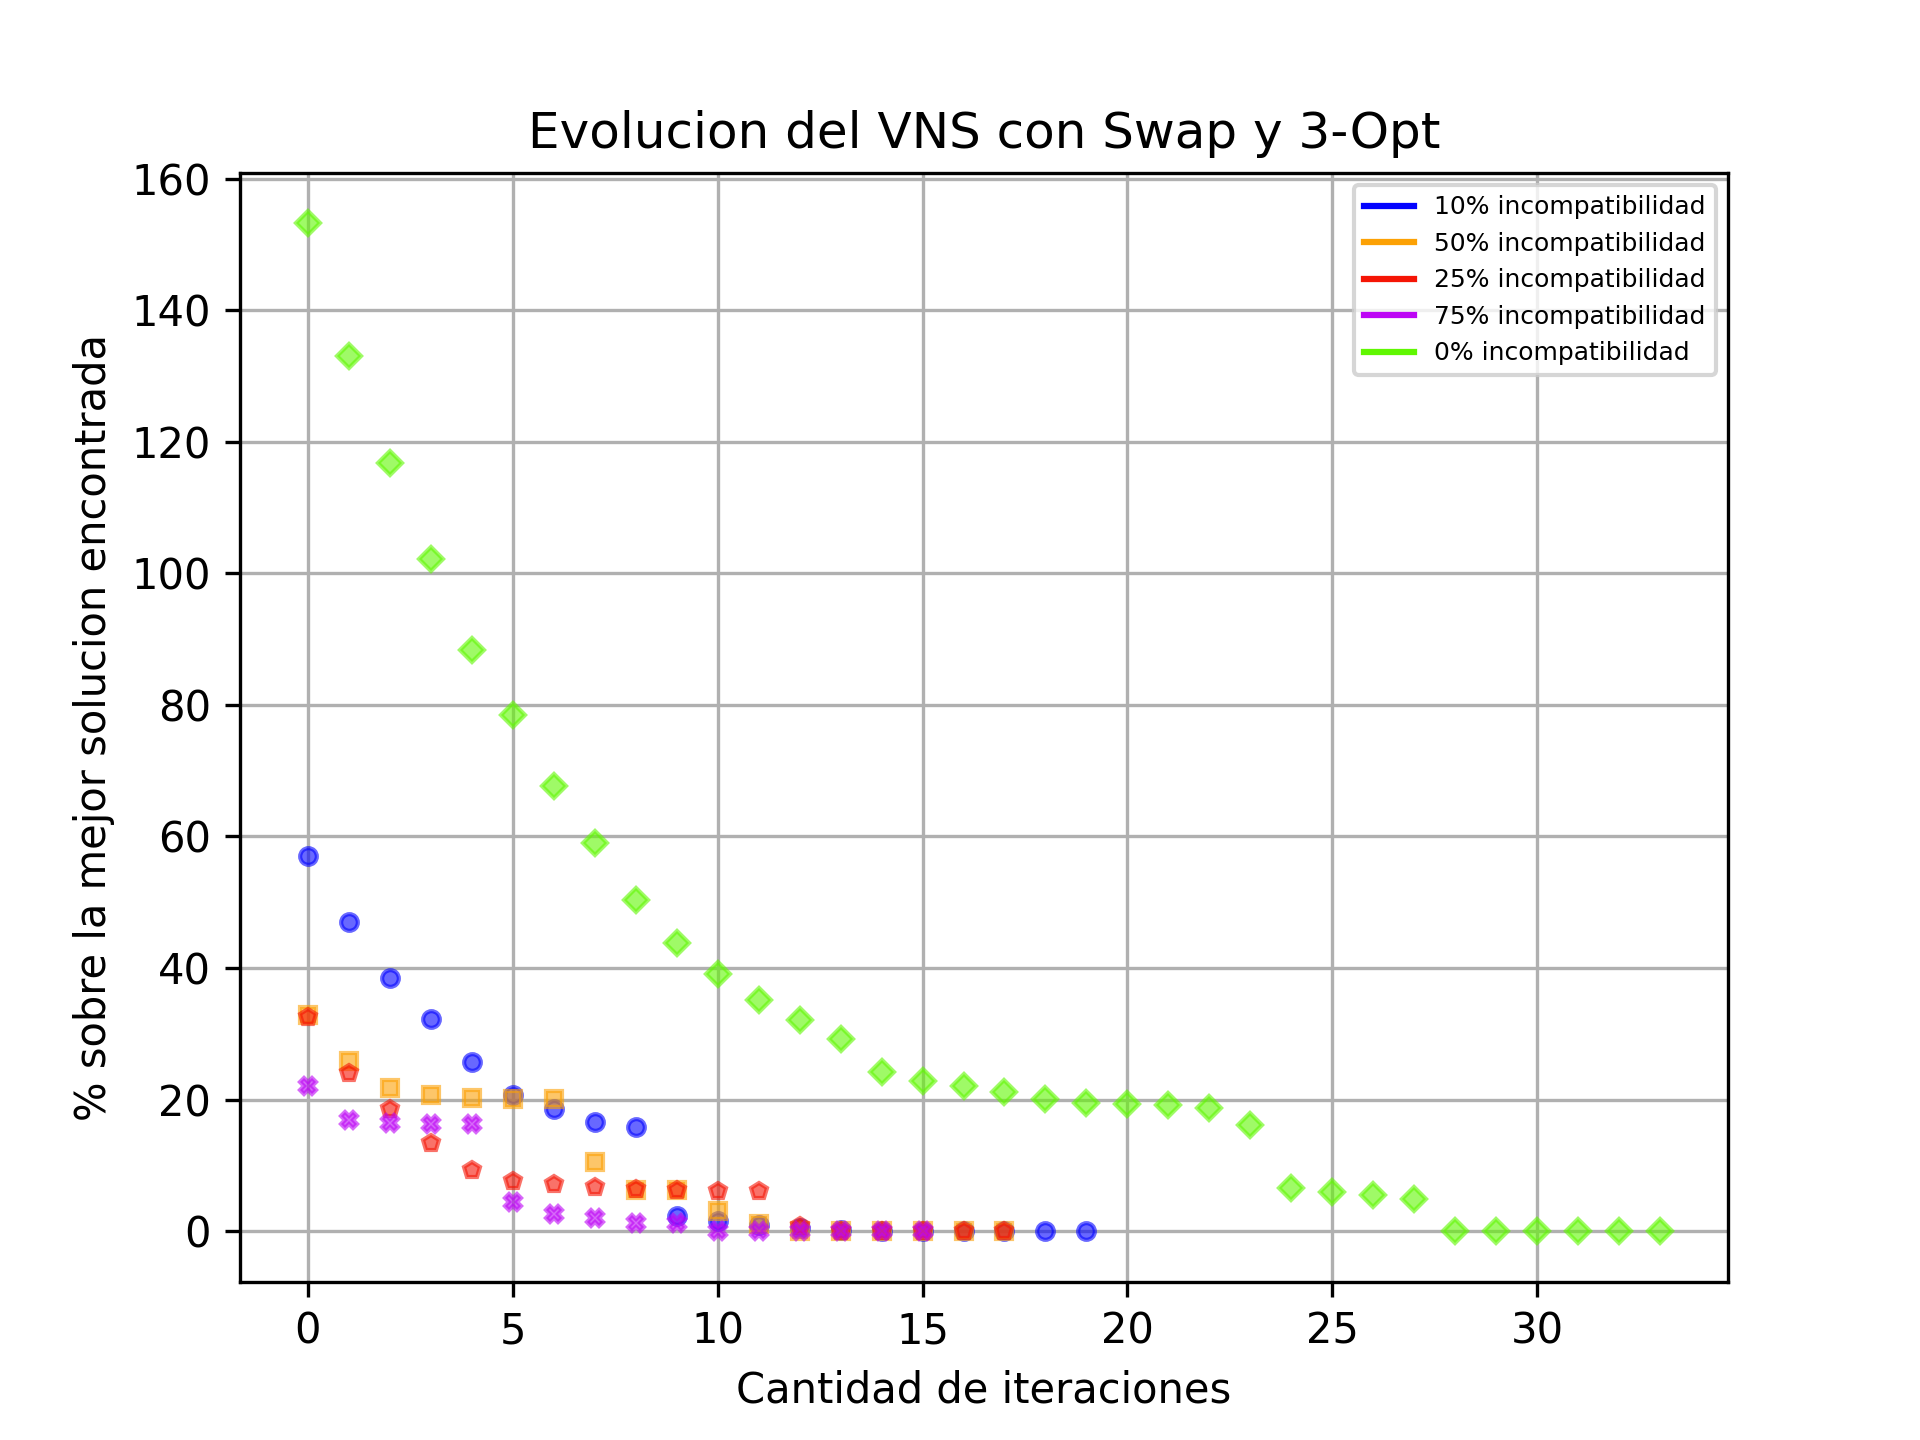 Evolucion del VNS con Swap y 3-Opt
160
140
120
100
80
60
40
20
0
% sobre la mejor solucion encontrada
10% incompatibilidad
50% incompatibilidad
25% incompatibilidad
75% incompatibilidad
0% incompatibilidad
0 5 10 15 20 25 30
Cantidad de iteraciones